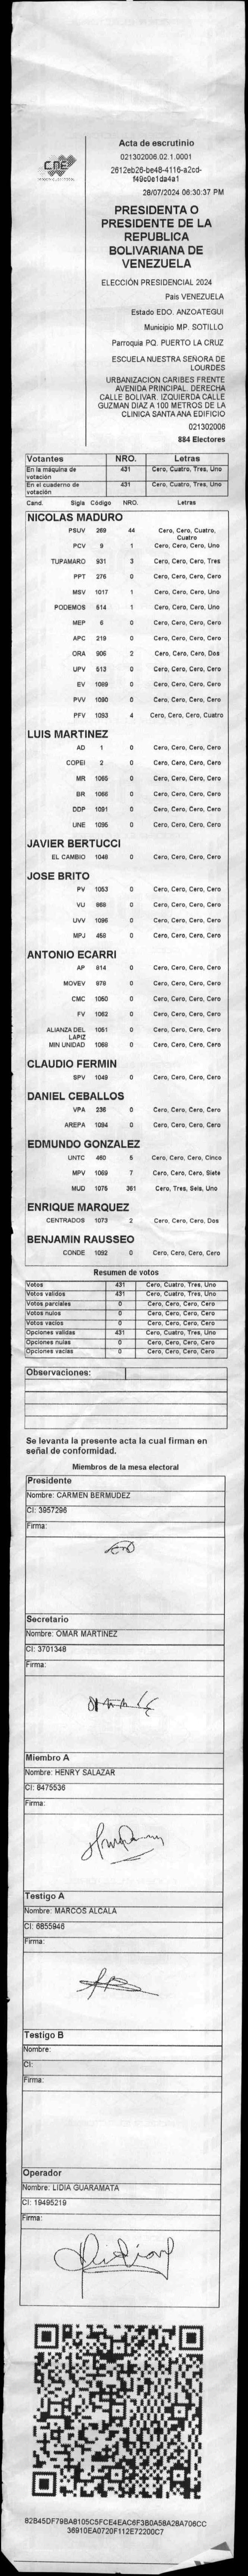 CNE
Acta de escrutinio
021302006.02.1.0001
2612eb26-be48-4116-a2cd-
f49c0e1da4a1
28/07/2024 06:30:37 PM
PRESIDENTA O
PRESIDENTE DE LA
REPUBLICA
BOLIVARIANA DE
VENEZUELA
ELECCIÓN PRESIDENCIAL 2024
País VENEZUELA
Estado EDO. ANZOATEGUI
Municipio MP. SOTILLO
Parroquia PQ. PUERTO LA CRUZ
ESCUELA NUESTRA SEÑORA DE
LOURDES
URBANIZACION CARIBES FRENTE
AVENIDA PRINCIPAL. DERECHA
CALLE BOLIVAR. IZQUIERDA CALLE
GUZMAN DIAZ A 100 METROS DE LA
CLINICA SANTA ANA EDIFICIO
021302006
884 Electores
Votantes NRO. Letras
En la máquina de votación 431 Cero, Cuatro, Tres, Uno
En el cuaderno de votación 431 Cero, Cuatro, Tres, Uno
Cand. Sigla Código NRO. Letras
NICOLAS MADURO
PSUV 269 44 Cero, Cero, Cuatro, Cuatro
PCV 9 1 Cero, Cero, Cero, Uno
TUPAMARO 931 3 Cero, Cero, Cero, Tres
PPT 276 0 Cero, Cero, Cero, Cero
MSV 1017 1 Cero, Cero, Cero, Uno
PODEMOS 514 1 Cero, Cero, Cero, Uno
MEP 6 0 Cero, Cero, Cero, Cero
APC 219 0 Cero, Cero, Cero, Cero
ORA 906 2 Cero, Cero, Cero, Dos
UPV 513 0 Cero, Cero, Cero, Cero
EV 1089 0 Cero, Cero, Cero, Cero
PVV 1090 0 Cero, Cero, Cero, Cero
PFV 1093 4 Cero, Cero, Cero, Cuatro
LUIS MARTINEZ
AD 1 0 Cero, Cero, Cero, Cero
COPEI 2 0 Cero, Cero, Cero, Cero
MR 1065 0 Cero, Cero, Cero, Cero
BR 1066 0 Cero, Cero, Cero, Cero
DDP 1091 0 Cero, Cero, Cero, Cero
UNE 1095 0 Cero, Cero, Cero, Cero
JAVIER BERTUCCI
EL CAMBIO 1048 0 Cero, Cero, Cero, Cero
JOSE BRITO
PV 1053 0 Cero, Cero, Cero, Cero
VU 868 0 Cero, Cero, Cero, Cero
UVV 1096 0 Cero, Cero, Cero, Cero
MPJ 458 0 Cero, Cero, Cero, Cero
ANTONIO ECARRI
AP 814 0 Cero, Cero, Cero, Cero
MOVEV 978 0 Cero, Cero, Cero, Cero
CMC 1050 0 Cero, Cero, Cero, Cero
FV 1062 0 Cero, Cero, Cero, Cero
ALIANZA DEL LAPIZ 1051 0 Cero, Cero, Cero, Cero
MIN UNIDAD 1068 0 Cero, Cero, Cero, Cero
CLAUDIO FERMIN
SPV 1049 0 Cero, Cero, Cero, Cero
DANIEL CEBALLOS
VPA 236 0 Cero, Cero, Cero, Cero
AREPA 1094 0 Cero, Cero, Cero, Cero
EDMUNDO GONZALEZ
UNTC 460 5 Cero, Cero, Cero, Cinco
MPV 1069 7 Cero, Cero, Cero, Siete
MUD 1075 361 Cero, Tres, Seis, Uno
ENRIQUE MARQUEZ
CENTRADOS 1073 2 Cero, Cero, Cero, Dos
BENJAMIN RAUSSEO
CONDE 1092 0 Cero, Cero, Cero, Cero
Resumen de votos
Votos 431 Cero, Cuatro, Tres, Uno
Votos validos 431 Cero, Cuatro, Tres, Uno
Votos parciales 0 Cero, Cero, Cero, Cero
Votos nulos 0 Cero, Cero, Cero, Cero
Votos vacios 0 Cero, Cero, Cero, Cero
Opciones validas 431 Cero, Cuatro, Tres, Uno
Opciones nulas 0 Cero, Cero, Cero, Cero
Opciones vacias 0 Cero, Cero, Cero, Cero
Observaciones:
Se levanta la presente acta la cual firman en
señal de conformidad.
Miembros de la mesa electoral
Presidente
Nombre: CARMEN BERMUDEZ
CI: 3957296
Firma:
Secretario
Nombre: OMAR MARTINEZ
CI: 3701348
Firma:
Miembro A
Nombre: HENRY SALAZAR
CI: 8475536
Firma:
Testigo A
Nombre: MARCOS ALCALA
CI: 6855946
Firma:
Testigo B
Nombre:
CI:
Firma:
Operador
Nombre: LIDIA GUARAMATA
CI: 19495219
Firma:
82B45DF79BA8105C5FCE4EAC6F3B0A58A28A706CC
36910EA0720F112E72200C7